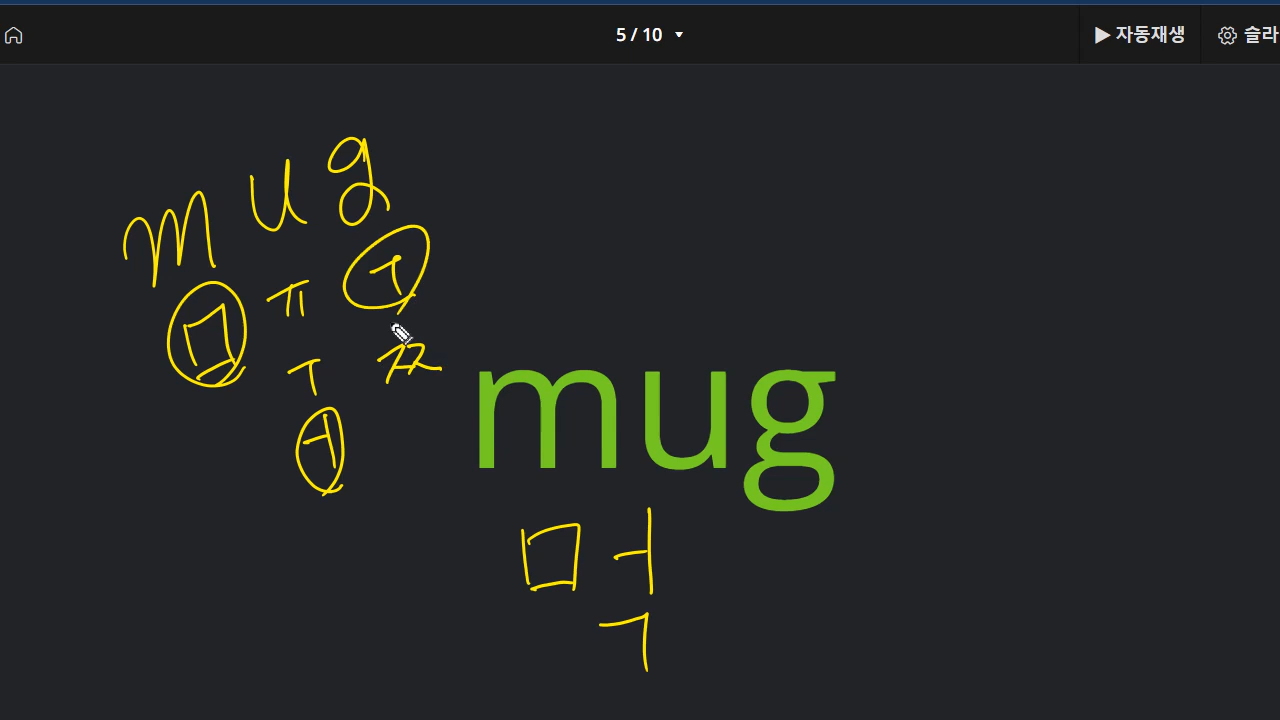 5 / 10
▶ 자동재생
슬라
mug
ㅁ ㅠ ㄱ
ㅜ ㅈ
ㅓ
mug
머
ㄱ